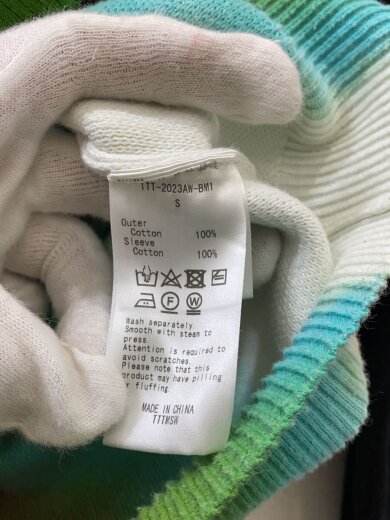 TTT-2023AW-BM1
S
Outer
Cotton 100%
Sleeve
Cotton 100%
Wash separately
Smooth with steam to
press
Attention is required to
avoid scratches.
Please note that this
product may have pilling
or fluffing.
MADE IN CHINA
TTTMSW